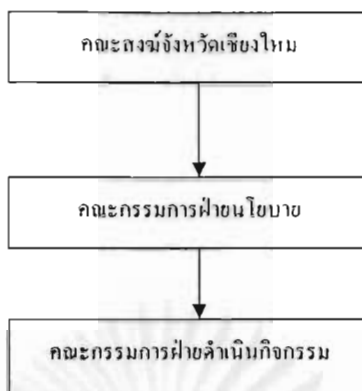 คณะสงฆ์จังหวัดเชียงใหม่
คณะกรรมการฝ่ายนโยบาย
คณะกรรมการฝ่ายดำเนินกิจกรรม